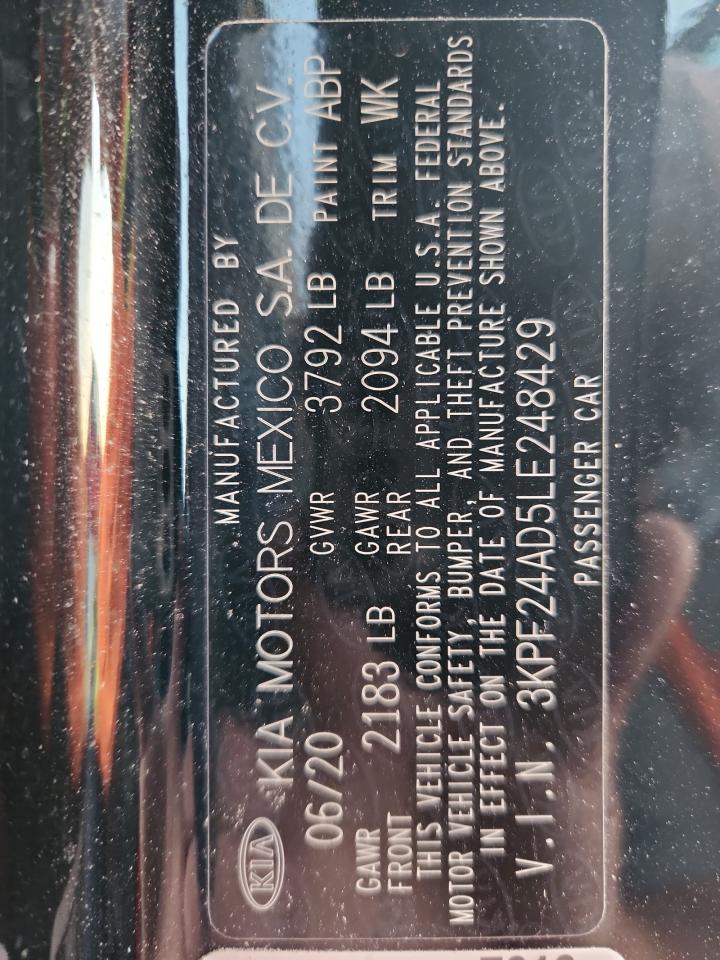 MANUFACTURED BY
KIA KIA MOTORS MEXICO S.A. DE C.V.
06/20 GVWR 3792 LB PAINT ABP
GAWR FRONT 2183 LB GAWR REAR 2094 LB TRIM WK
THIS VEHICLE CONFORMS TO ALL APPLICABLE U.S.A. FEDERAL
MOTOR VEHICLE SAFETY, BUMPER, AND THEFT PREVENTION STANDARDS
IN EFFECT ON THE DATE OF MANUFACTURE SHOWN ABOVE.
V.I.N. 3KPF24AD5LE248429
PASSENGER CAR